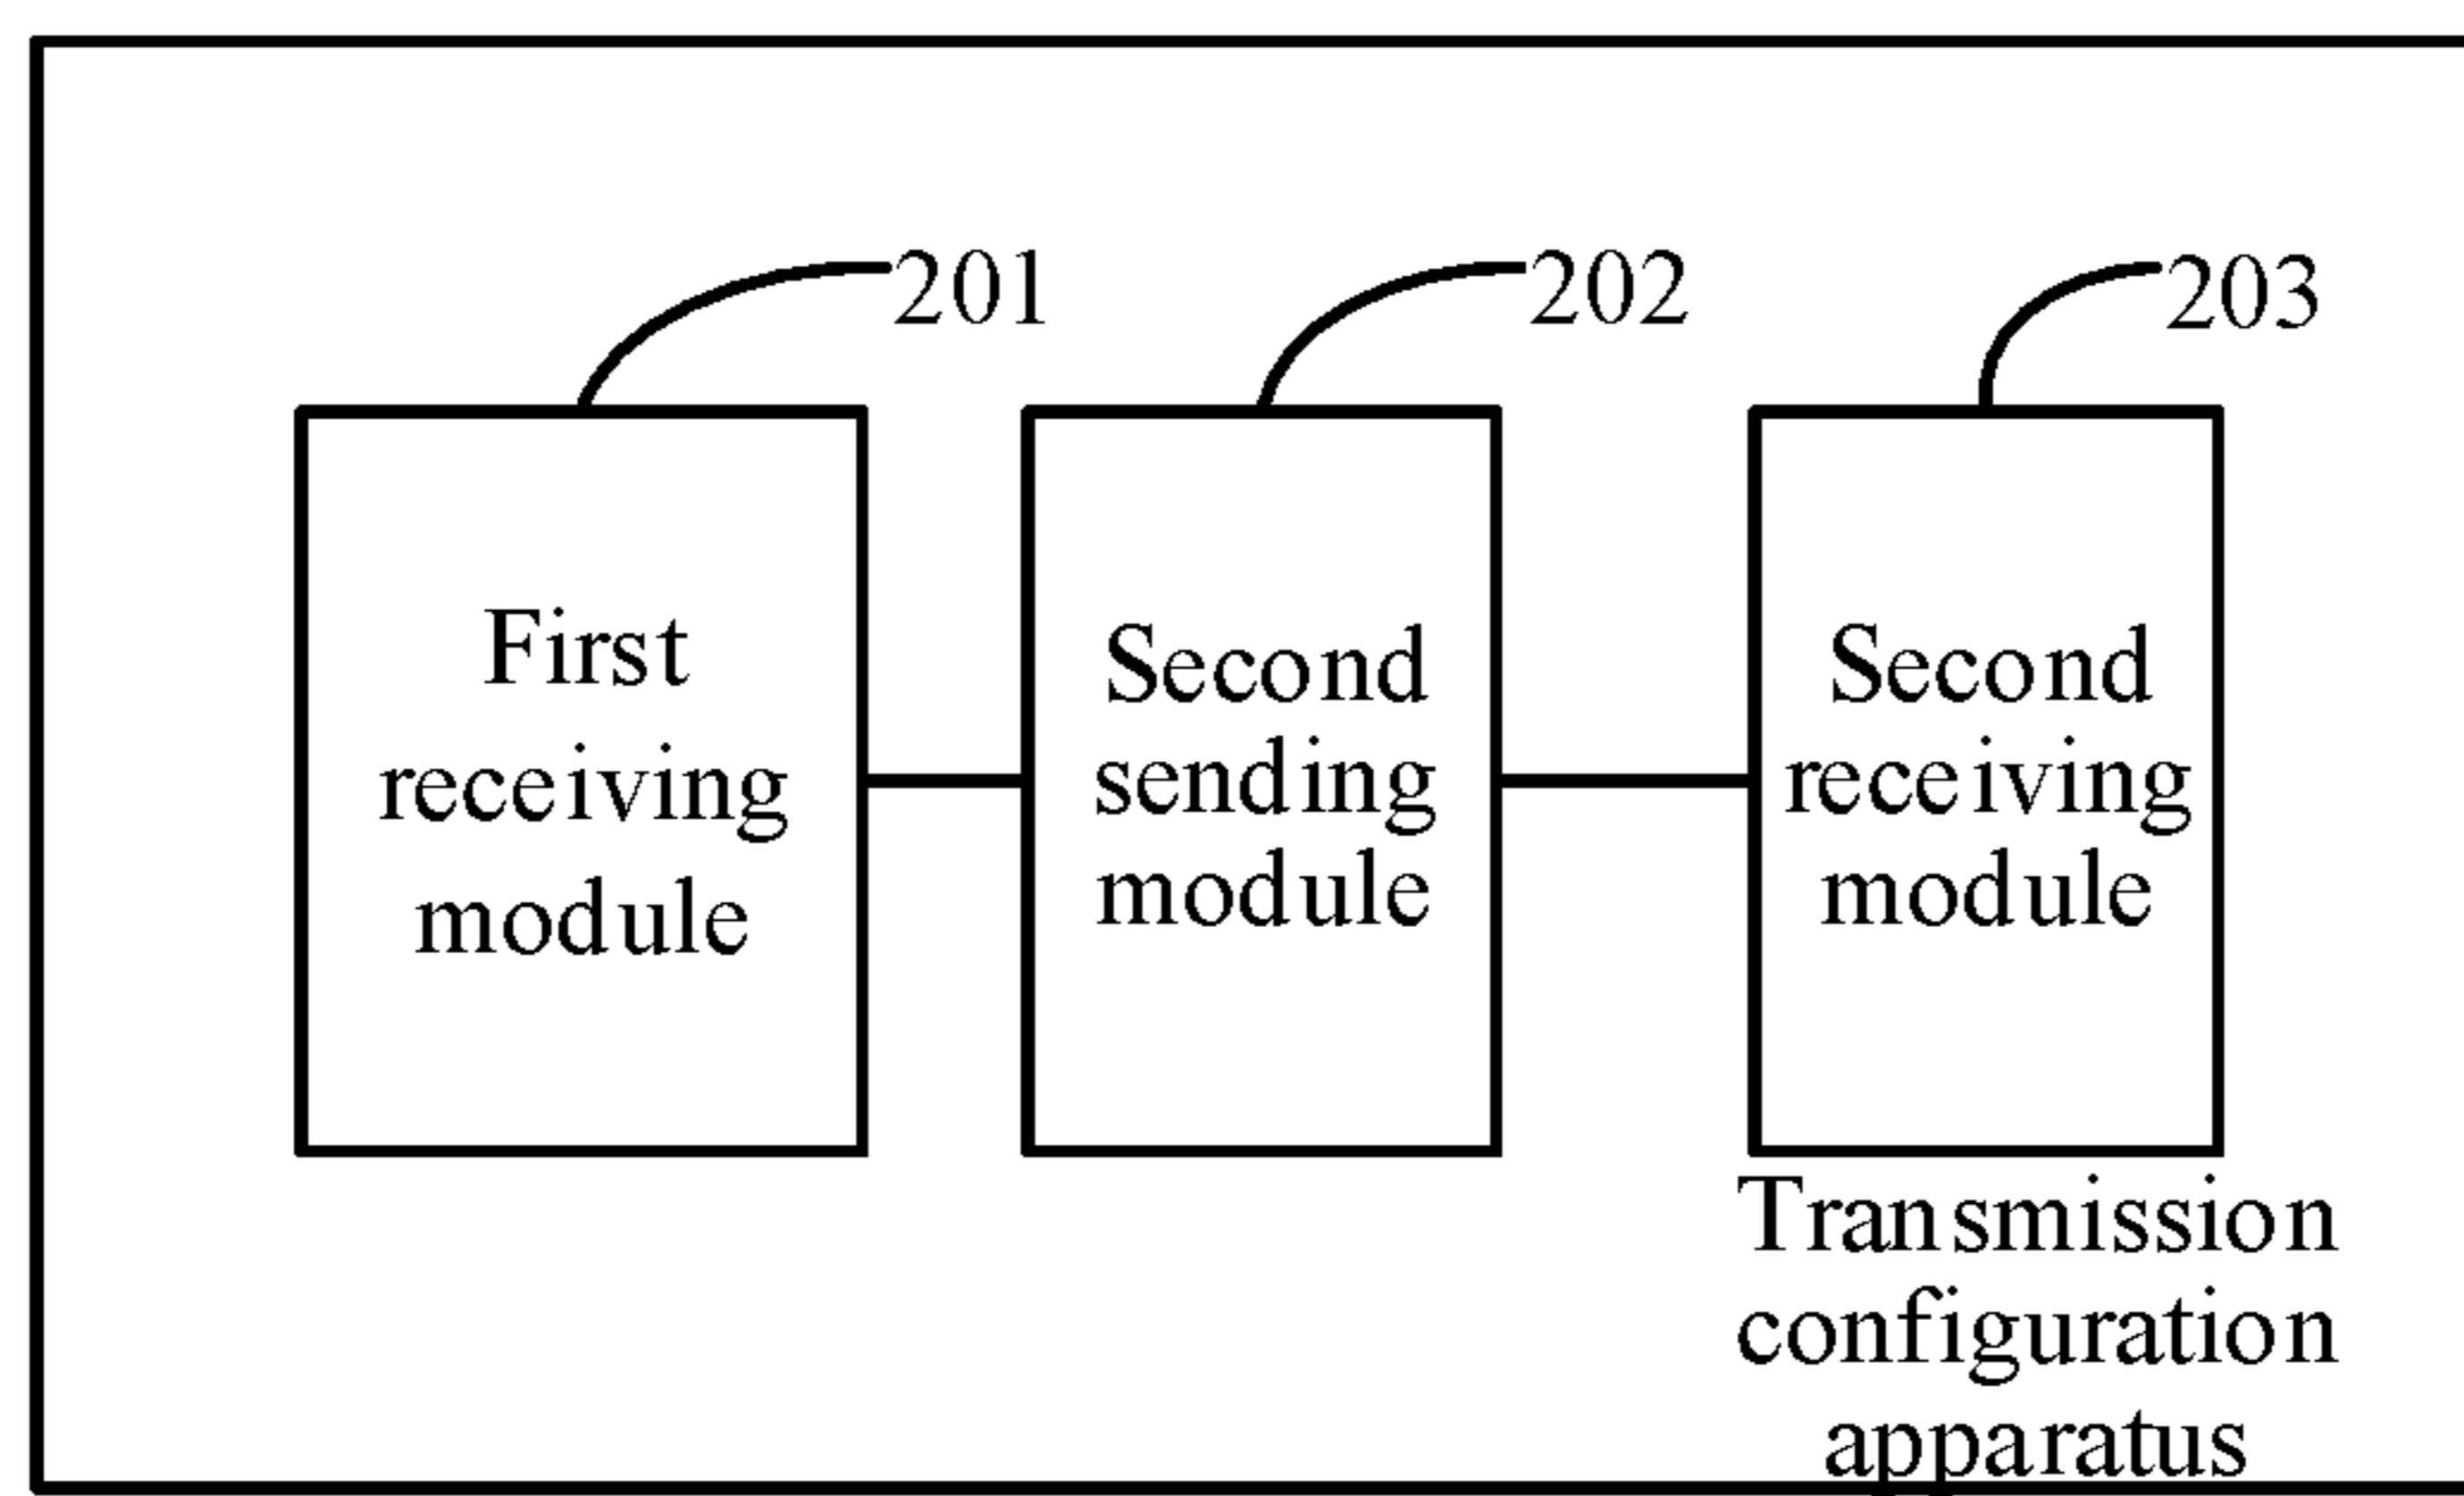 201
202
203
First
receiving
module
Second
sending
module
Second
receiving
module
Transmission
configuration
apparatus